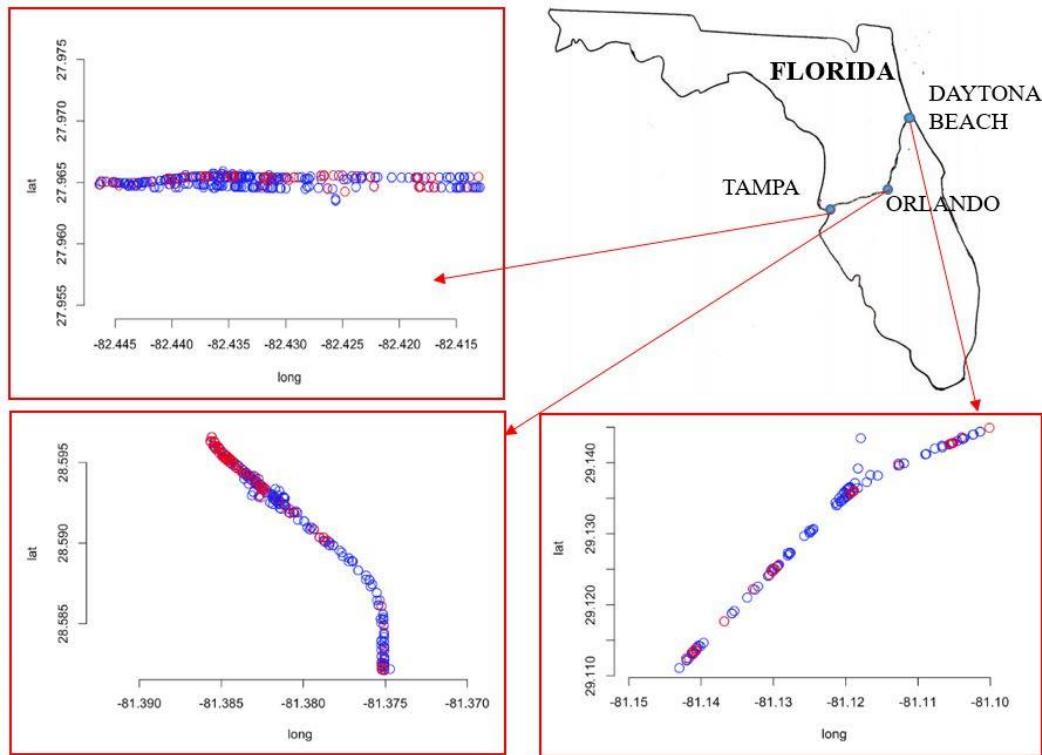 27.975
27.970
27.965
27.960
27.955
lat
-82.445
-82.440
-82.435
-82.430
-82.425
-82.420
-82.415
long
FLORIDA
DAYTONA
BEACH
TAMPA
ORLANDO
28.595
28.590
28.585
lat
-81.390
-81.385
-81.380
-81.375
-81.370
long
29.140
29.130
29.120
29.110
lat
-81.15
-81.14
-81.13
-81.12
-81.11
-81.10
long